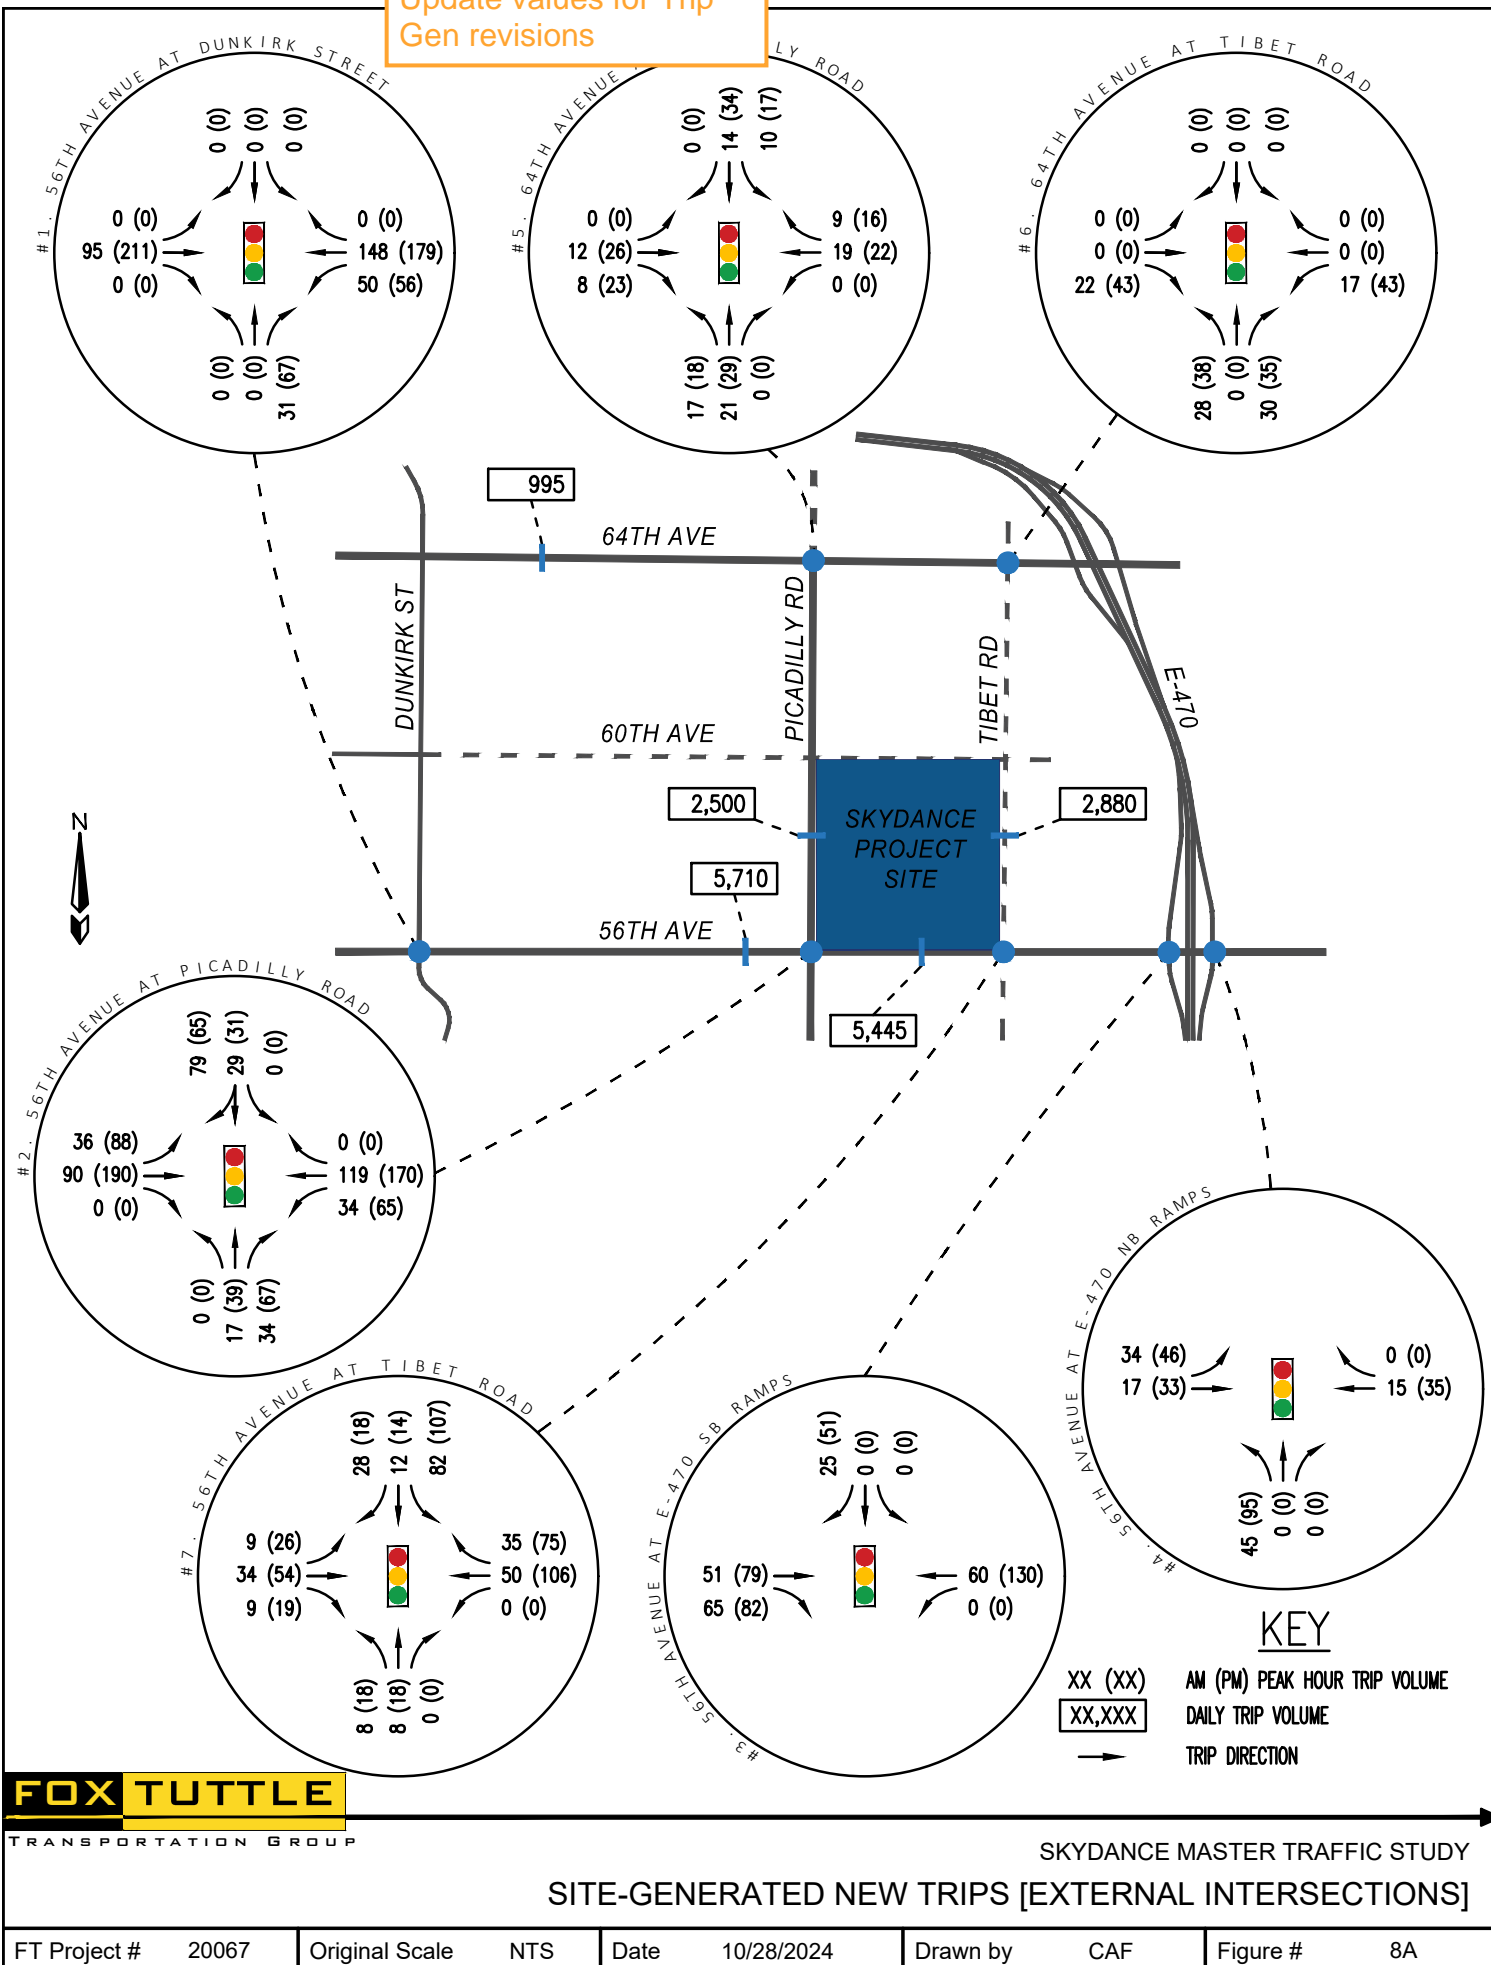 Update values for Trip
Gen revisions
#1. 56TH AVENUE AT DUNKIRK STREET
0 (0)
0 (0)
0 (0)
0 (0)
95 (211)
0 (0)
0 (0)
148 (179)
50 (56)
0 (0)
0 (0)
31 (67)
#5. 64TH AVENUE
LY ROAD
0 (0)
14 (34)
10 (17)
0 (0)
12 (26)
8 (23)
9 (16)
19 (22)
0 (0)
17 (18)
21 (29)
0 (0)
#6. 64TH AVENUE AT TIBET ROAD
0 (0)
0 (0)
0 (0)
0 (0)
0 (0)
22 (43)
0 (0)
0 (0)
17 (43)
28 (38)
0 (0)
30 (35)
995
64TH AVE
DUNKIRK ST
PICADILLY RD
TIBET RD
E-470
60TH AVE
2,500
2,880
SKYDANCE
PROJECT
SITE
5,710
56TH AVE
5,445
N
#2. 56TH AVENUE AT PICADILLY ROAD
79 (65)
29 (31)
0 (0)
36 (88)
90 (190)
0 (0)
0 (0)
119 (170)
34 (65)
0 (0)
17 (39)
34 (67)
#7. 56TH AVENUE AT TIBET ROAD
28 (18)
12 (14)
82 (107)
9 (26)
34 (54)
9 (19)
35 (75)
50 (106)
0 (0)
8 (18)
8 (18)
0 (0)
#3. 56TH AVENUE AT E-470 SB RAMPS
25 (51)
0 (0)
0 (0)
51 (79)
65 (82)
60 (130)
0 (0)
#4. 56TH AVENUE AT E-470 NB RAMPS
34 (46)
17 (33)
0 (0)
15 (35)
45 (95)
0 (0)
0 (0)
KEY
XX (XX) AM (PM) PEAK HOUR TRIP VOLUME
XX,XXX DAILY TRIP VOLUME
TRIP DIRECTION
FOX TUTTLE
TRANSPORTATION GROUP
SKYDANCE MASTER TRAFFIC STUDY
SITE-GENERATED NEW TRIPS [EXTERNAL INTERSECTIONS]
FT Project # 20067 Original Scale NTS Date 10/28/2024 Drawn by CAF Figure # 8A